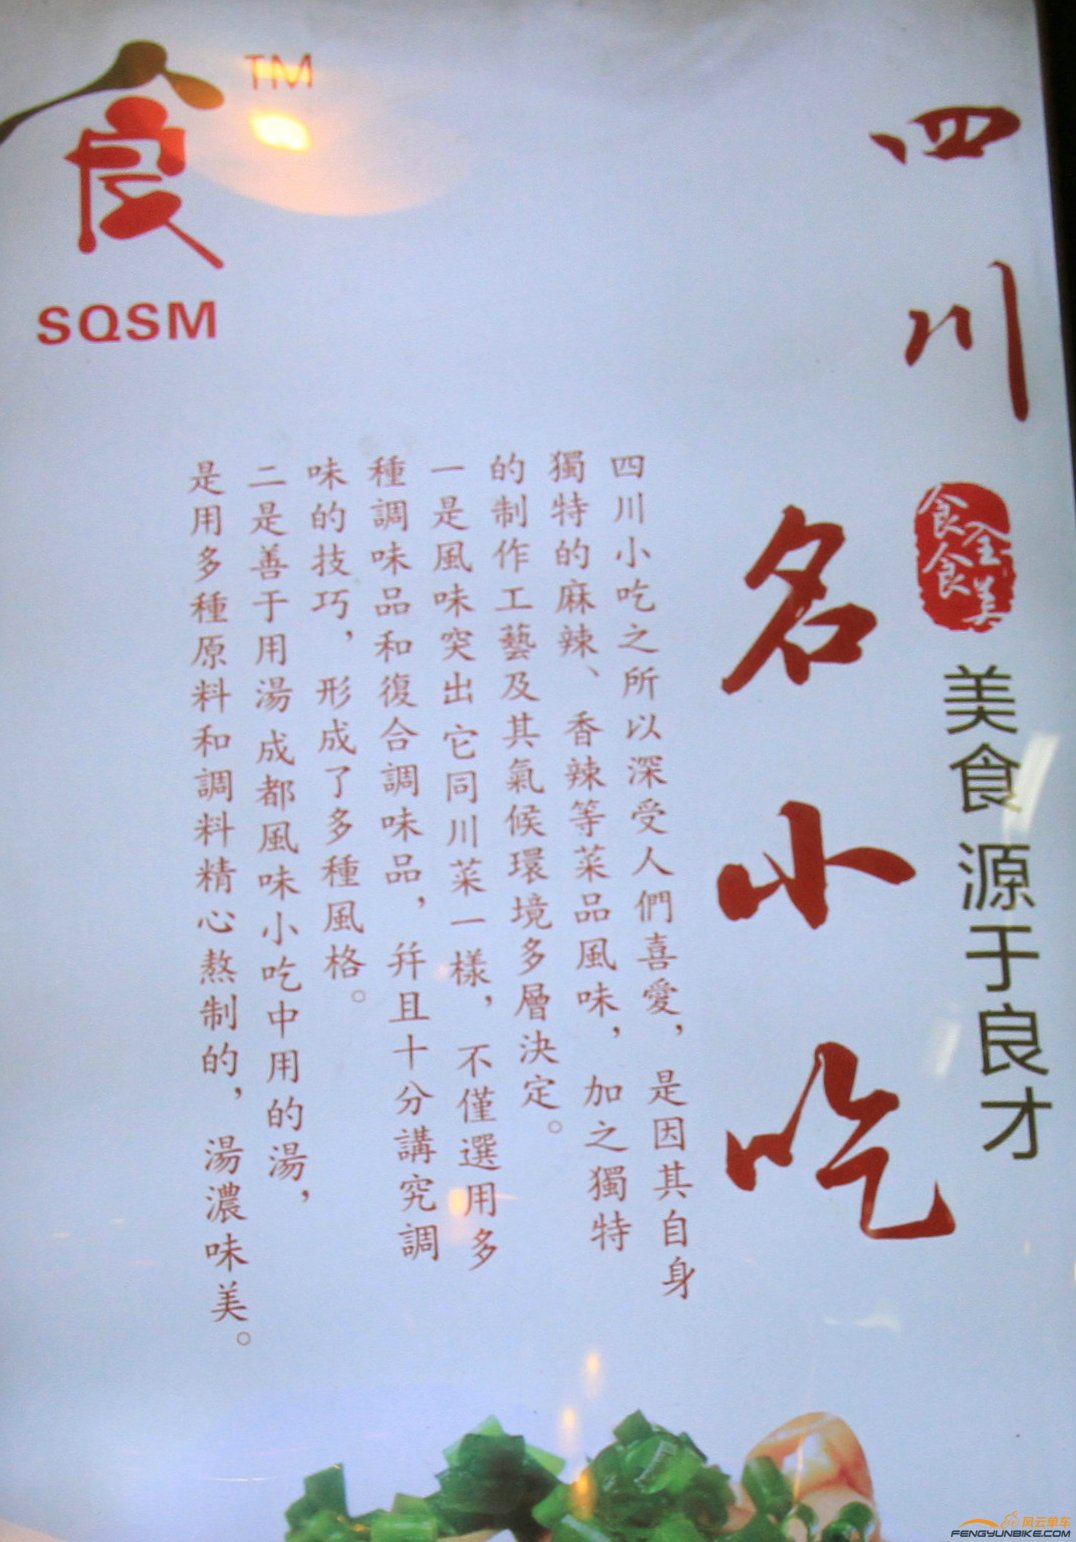 四川
名小吃
食全食美
美食源于良才
四川小吃之所以深受人們喜愛，是因其自身
獨特的麻辣、香辣等菜品風味，加之獨特
的制作工藝及其氣候環境多層決定。
一是風味突出它同川菜一樣，不僅選用多
種調味品和復合調味品，并且十分講究調
味的技巧，形成了多種風格。
二是善于用湯成都風味小吃中用的湯，
是用多種原料和調料精心熬制的，湯濃味美。
食
TM
SQSM
风云单车
FENGYUNBIKE.COM